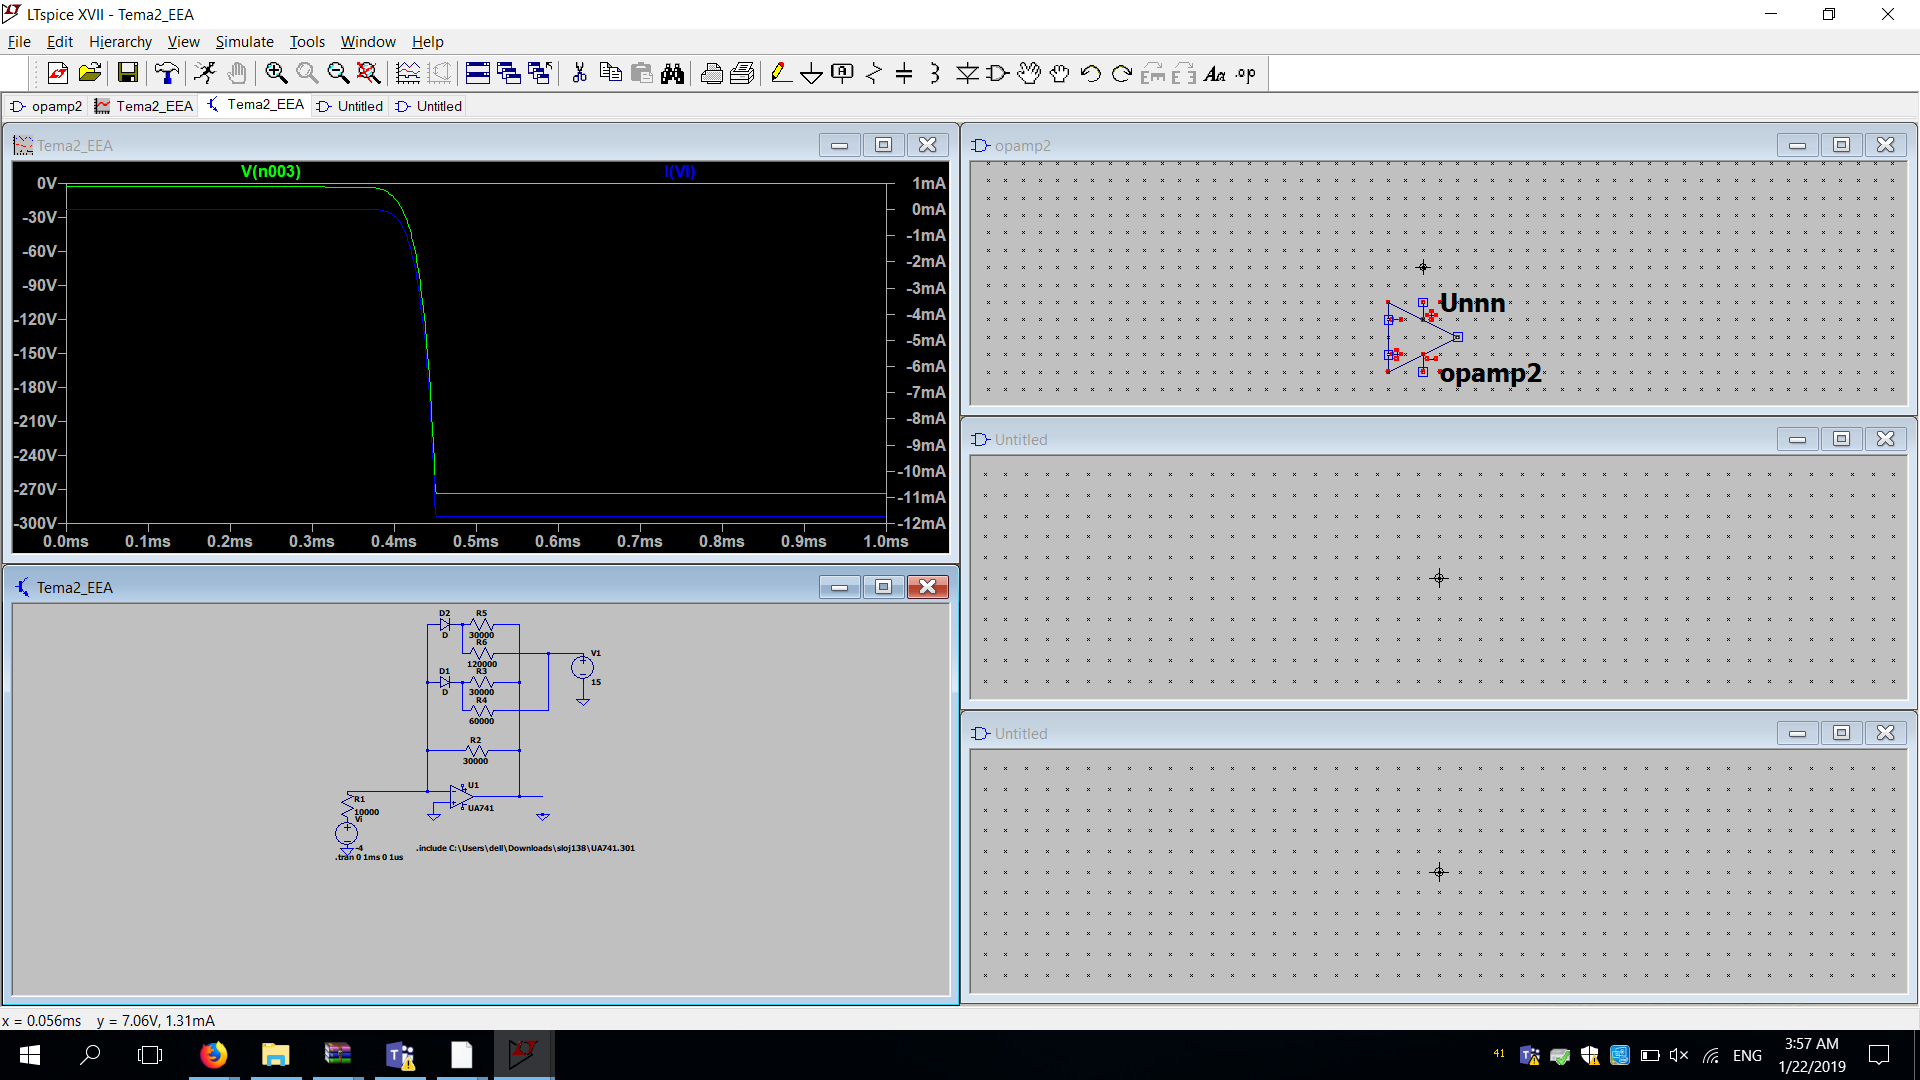 LTspice XVII - Tema2_EEA
File Edit Hierarchy View Simulate Tools Window Help
opamp2 Tema2_EEA Tema2_EEA Untitled Untitled
Tema2_EEA
V(n003) I(Vi)
0V 1mA
-30V 0mA
-60V -1mA
-90V -2mA
-120V -3mA
-150V -4mA
-180V -5mA
-210V -6mA
-240V -7mA
-270V -8mA
-300V -9mA
-10mA
-11mA
-12mA
0.0ms 0.1ms 0.2ms 0.3ms 0.4ms 0.5ms 0.6ms 0.7ms 0.8ms 0.9ms 1.0ms
opamp2
Unnn
opamp2
Untitled
Untitled
Tema2_EEA
D2 R5
D 30000
R6
120000
V1
15
D1 R3
D 30000
R4
60000
R2
30000
U1
UA741
R1
10000
Vi
-4
.tran 0 1ms 0 1us
.include C:\Users\dell\Downloads\sloj138\UA741.301
x = 0.056ms y = 7.06V, 1.31mA
41 ENG 3:57 AM
1/22/2019